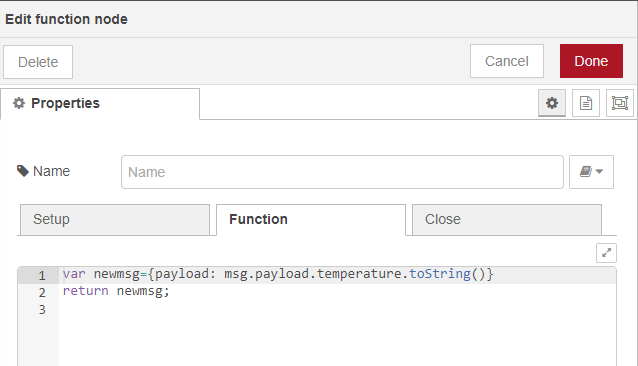 Edit function node
Delete
Cancel
Done
Properties
Name
Name
Setup
Function
Close
1 var newmsg={payload: msg.payload.temperature.toString()}
2 return newmsg;
3